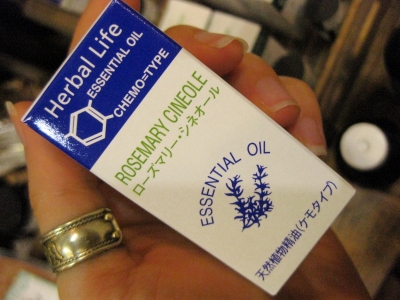 Herbal Life
ESSENTIAL OIL
CHEMO=TYPE
ROSEMARY CINEOLE
ローズマリー・シネオール
ESSENTIAL OIL
天然植物精油(ケモタイプ)